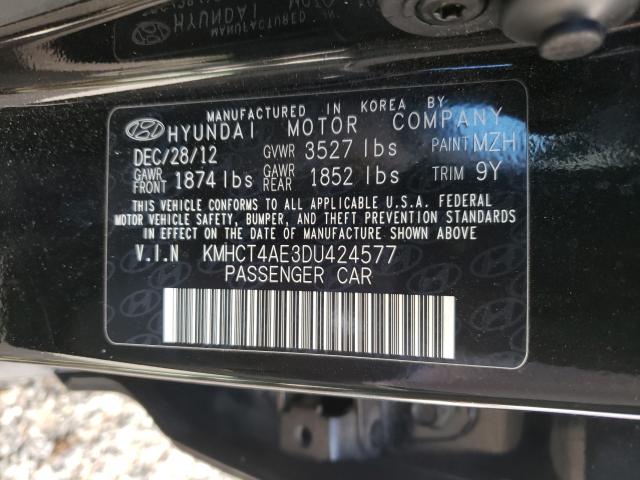 MANUFACTURED IN KOREA BY
HYUNDAI MOTOR COMPANY
DEC/28/12 GVWR 3527 lbs PAINT MZH
GAWR FRONT 1874 lbs GAWR REAR 1852 lbs TRIM 9Y
THIS VEHICLE CONFORMS TO ALL APPLICABLE U.S.A. FEDERAL
MOTOR VEHICLE SAFETY, BUMPER, AND THEFT PREVENTION STANDARDS
IN EFFECT ON THE DATE OF MANUFACTURE SHOWN ABOVE.
V.I.N KMHCT4AE3DU424577
PASSENGER CAR